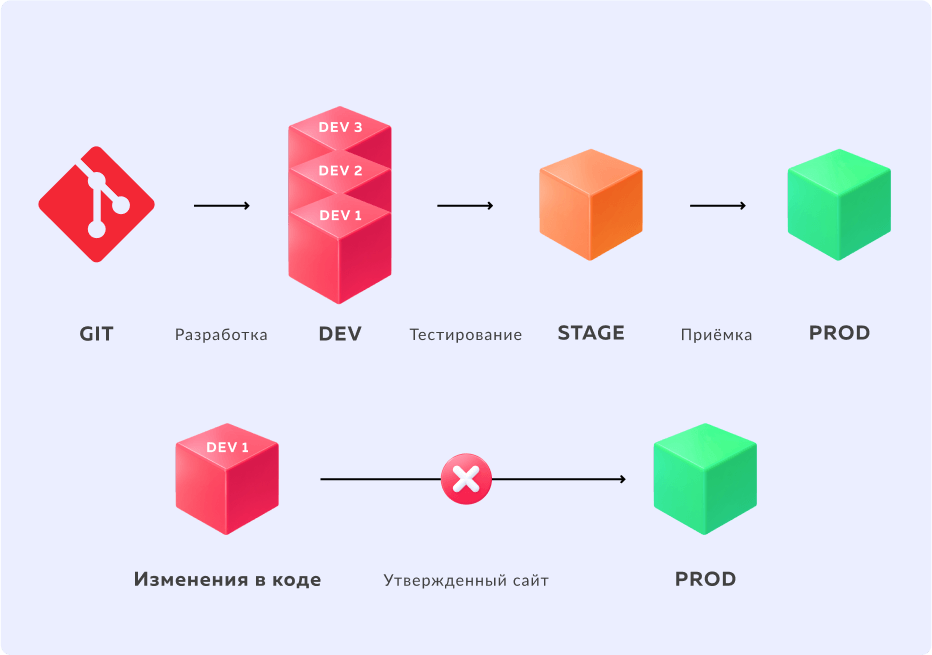 DEV 3
DEV 2
DEV 1
GIT
Разработка
DEV
Тестирование
STAGE
Приёмка
PROD
DEV 1
Изменения в коде
Утвержденный сайт
PROD